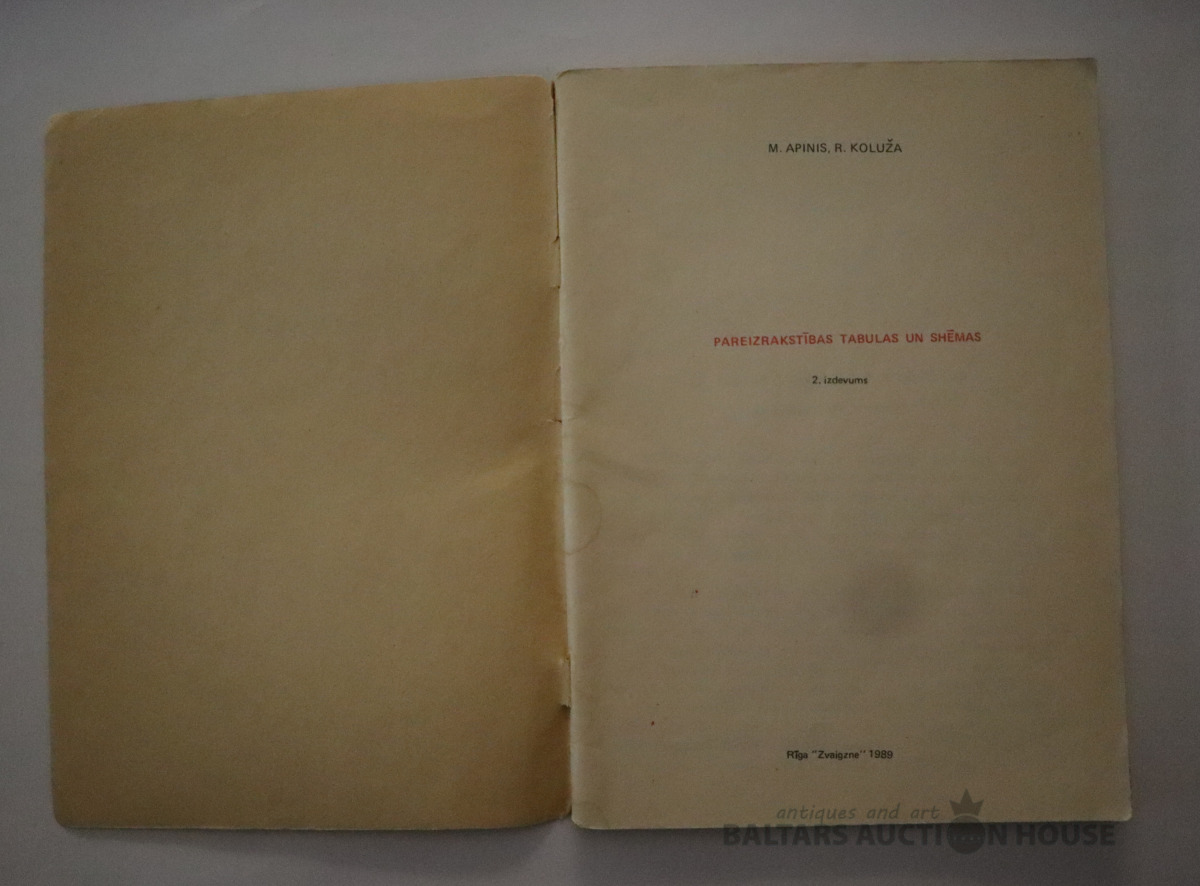 M. APINIS, R. KOLUŽA
PAREIZRAKSTĪBAS TABULAS UN SHĒMAS
2. izdevums
Rīga "Zvaigzne" 1989
antiques and art
BALTARS AUCTION HOUSE